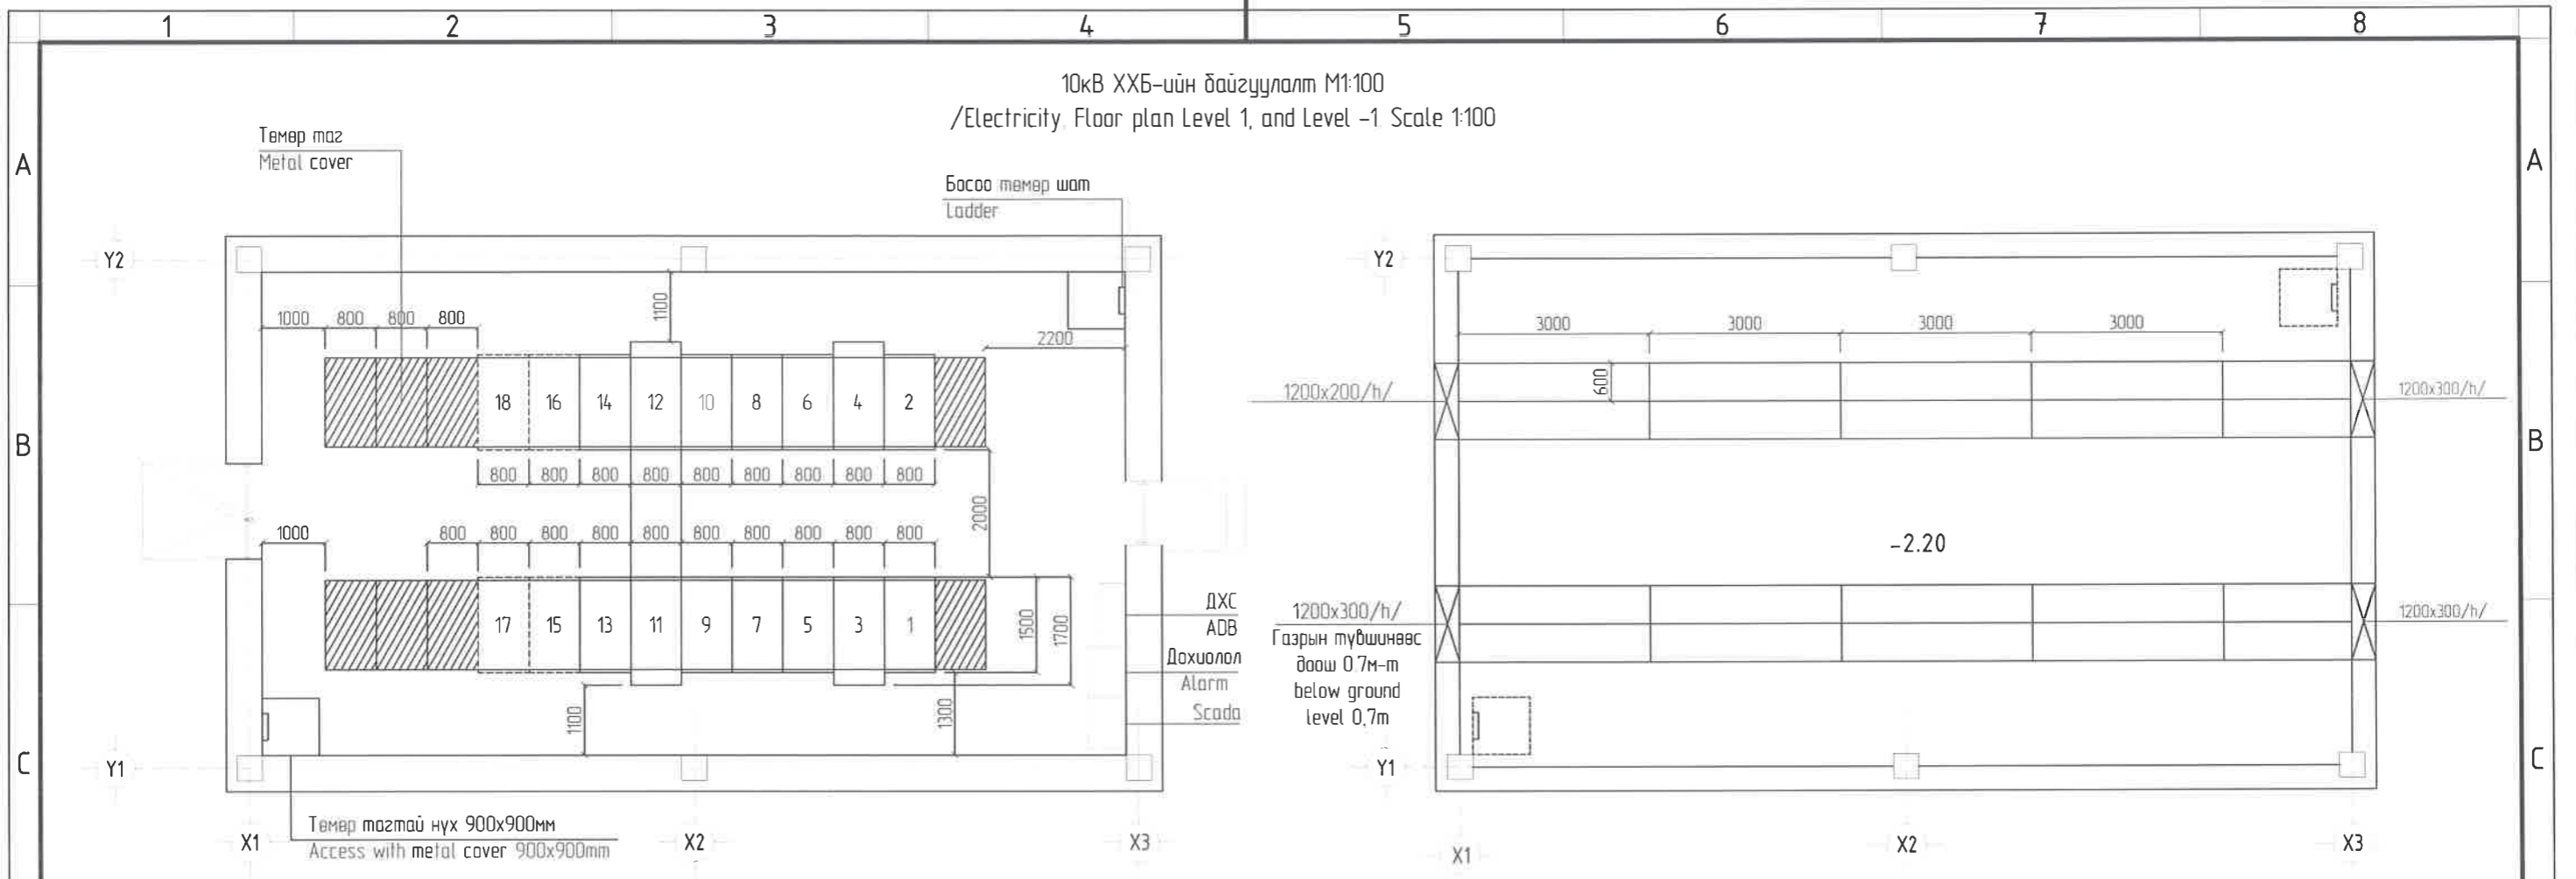 1 2 3 4 5 6 7 8
10кВ ХХБ-ийн байгуулалт М1:100
/Electricity. Floor plan Level 1, and Level -1. Scale 1:100
A
A
B
B
C
C
Төмөр таг
Metal cover
Босоо төмөр шат
Ladder
Y2
1000 800 800 800
1100
2200
18 16 14 12 10 8 6 4 2
800 800 800 800 800 800 800 800 800
2000
1000
800 800 800 800 800 800 800 800 800 800
17 15 13 11 9 7 5 3 1
1500
1700
1100
1300
ДХС
ADB
Дохиолол
Alarm
Scada
Y1
Төмөр тагтай нүх 900x900мм
Access with metal cover 900x900mm
X1
X2
X3
Y2
3000 3000 3000 3000
600
1200x200/h/
1200x300/h/
-2.20
1200x300/h/
Газрын түвшинөөс
доош 0.7м-m
below ground
level 0,7m
1200x300/h/
Y1
X1
X2
X3